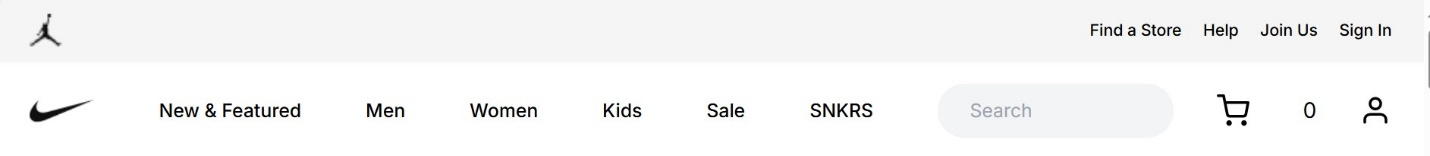 Find a Store Help Join Us Sign In
New & Featured Men Women Kids Sale SNKRS Search 0